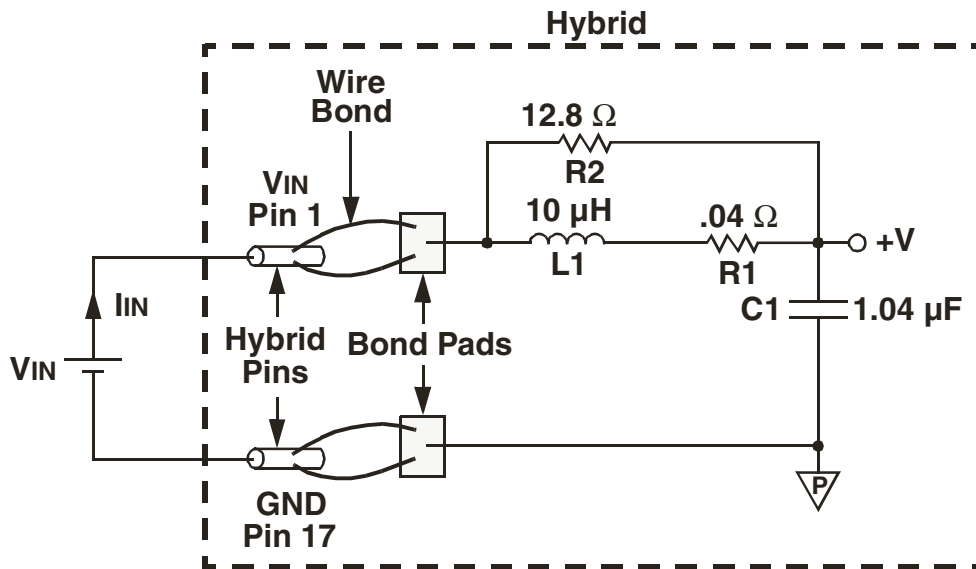 Hybrid
Wire
Bond
12.8 Ω
R2
VIN
Pin 1
10 µH
L1
.04 Ω
R1
+V
C1
1.04 µF
IIN
VIN
Hybrid
Pins
Bond Pads
GND
Pin 17
P